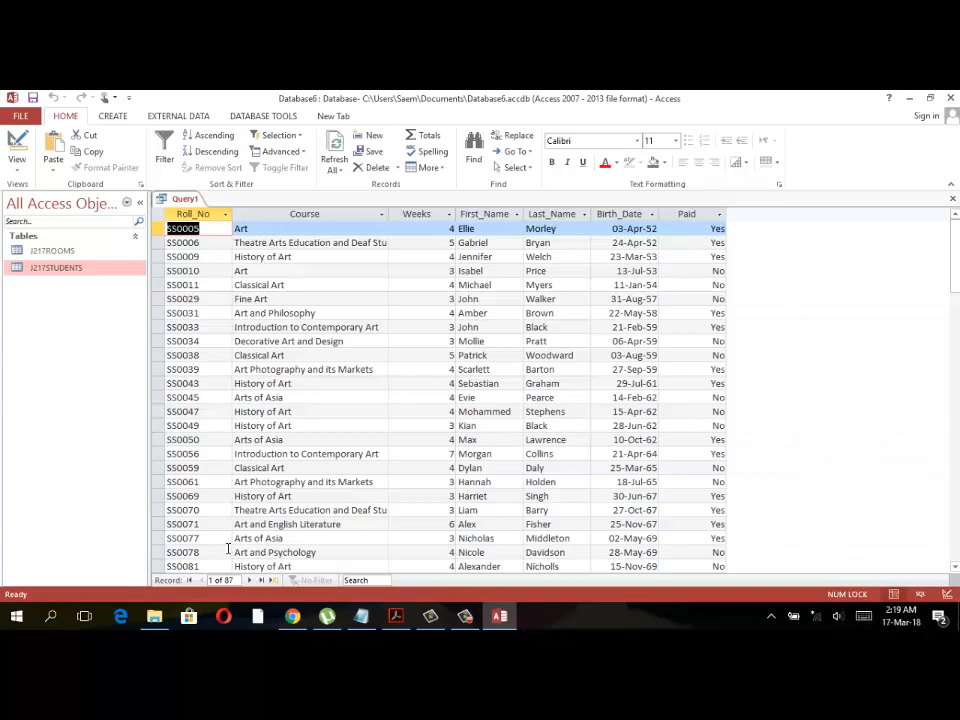 Database6 : Database- C:\Users\Saem\Documents\Database6.accdb (Access 2007 - 2013 file format) - Access
FILE HOME CREATE EXTERNAL DATA DATABASE TOOLS New Tab Sign in
View Paste Cut Copy Format Painter Filter Ascending Descending Remove Sort Selection Advanced Toggle Filter Refresh All New Save Delete Totals Spelling More Find Replace Go To Select Calibri 11 B I U
Views Clipboard Sort & Filter Records Find Text Formatting
All Access Obje...
Search...
Tables
J217ROOMS
J217STUDENTS
Query1
Roll_No Course Weeks First_Name Last_Name Birth_Date Paid
SS0005 Art 4 Ellie Morley 03-Apr-52 Yes
SS0006 Theatre Arts Education and Deaf Stu 5 Gabriel Bryan 24-Apr-52 Yes
SS0009 History of Art 4 Jennifer Welch 23-Mar-53 Yes
SS0010 Art 3 Isabel Price 13-Jul-53 No
SS0011 Classical Art 4 Michael Myers 11-Jan-54 No
SS0029 Fine Art 3 John Walker 31-Aug-57 No
SS0031 Art and Philosophy 4 Amber Brown 22-May-58 Yes
SS0033 Introduction to Contemporary Art 3 John Black 21-Feb-59 Yes
SS0034 Decorative Art and Design 3 Mollie Pratt 06-Apr-59 No
SS0038 Classical Art 5 Patrick Woodward 03-Aug-59 No
SS0039 Art Photography and its Markets 4 Scarlett Barton 27-Sep-59 Yes
SS0043 History of Art 4 Sebastian Graham 29-Jul-61 No
SS0045 Arts of Asia 4 Evie Pearce 14-Feb-62 No
SS0047 History of Art 4 Mohammed Stephens 15-Apr-62 No
SS0049 History of Art 3 Kian Black 28-Jun-62 No
SS0050 Arts of Asia 4 Max Lawrence 10-Oct-62 Yes
SS0056 Introduction to Contemporary Art 7 Morgan Collins 21-Apr-64 Yes
SS0059 Classical Art 4 Dylan Daly 25-Mar-65 No
SS0061 Art Photography and its Markets 3 Hannah Holden 18-Jul-65 No
SS0069 History of Art 4 Harriet Singh 30-Jun-67 Yes
SS0070 Theatre Arts Education and Deaf Stu 3 Liam Barry 27-Oct-67 Yes
SS0071 Art and English Literature 6 Alex Fisher 25-Nov-67 Yes
SS0077 Arts of Asia 3 Nicholas Middleton 02-May-69 Yes
SS0078 Art and Psychology 4 Nicole Davidson 28-May-69 No
SS0081 History of Art 4 Alexander Nicholls 15-Nov-69 Yes
Record: 1 of 87 No Filter Search
Ready NUM LOCK SQL
2:19 AM
17-Mar-18
2